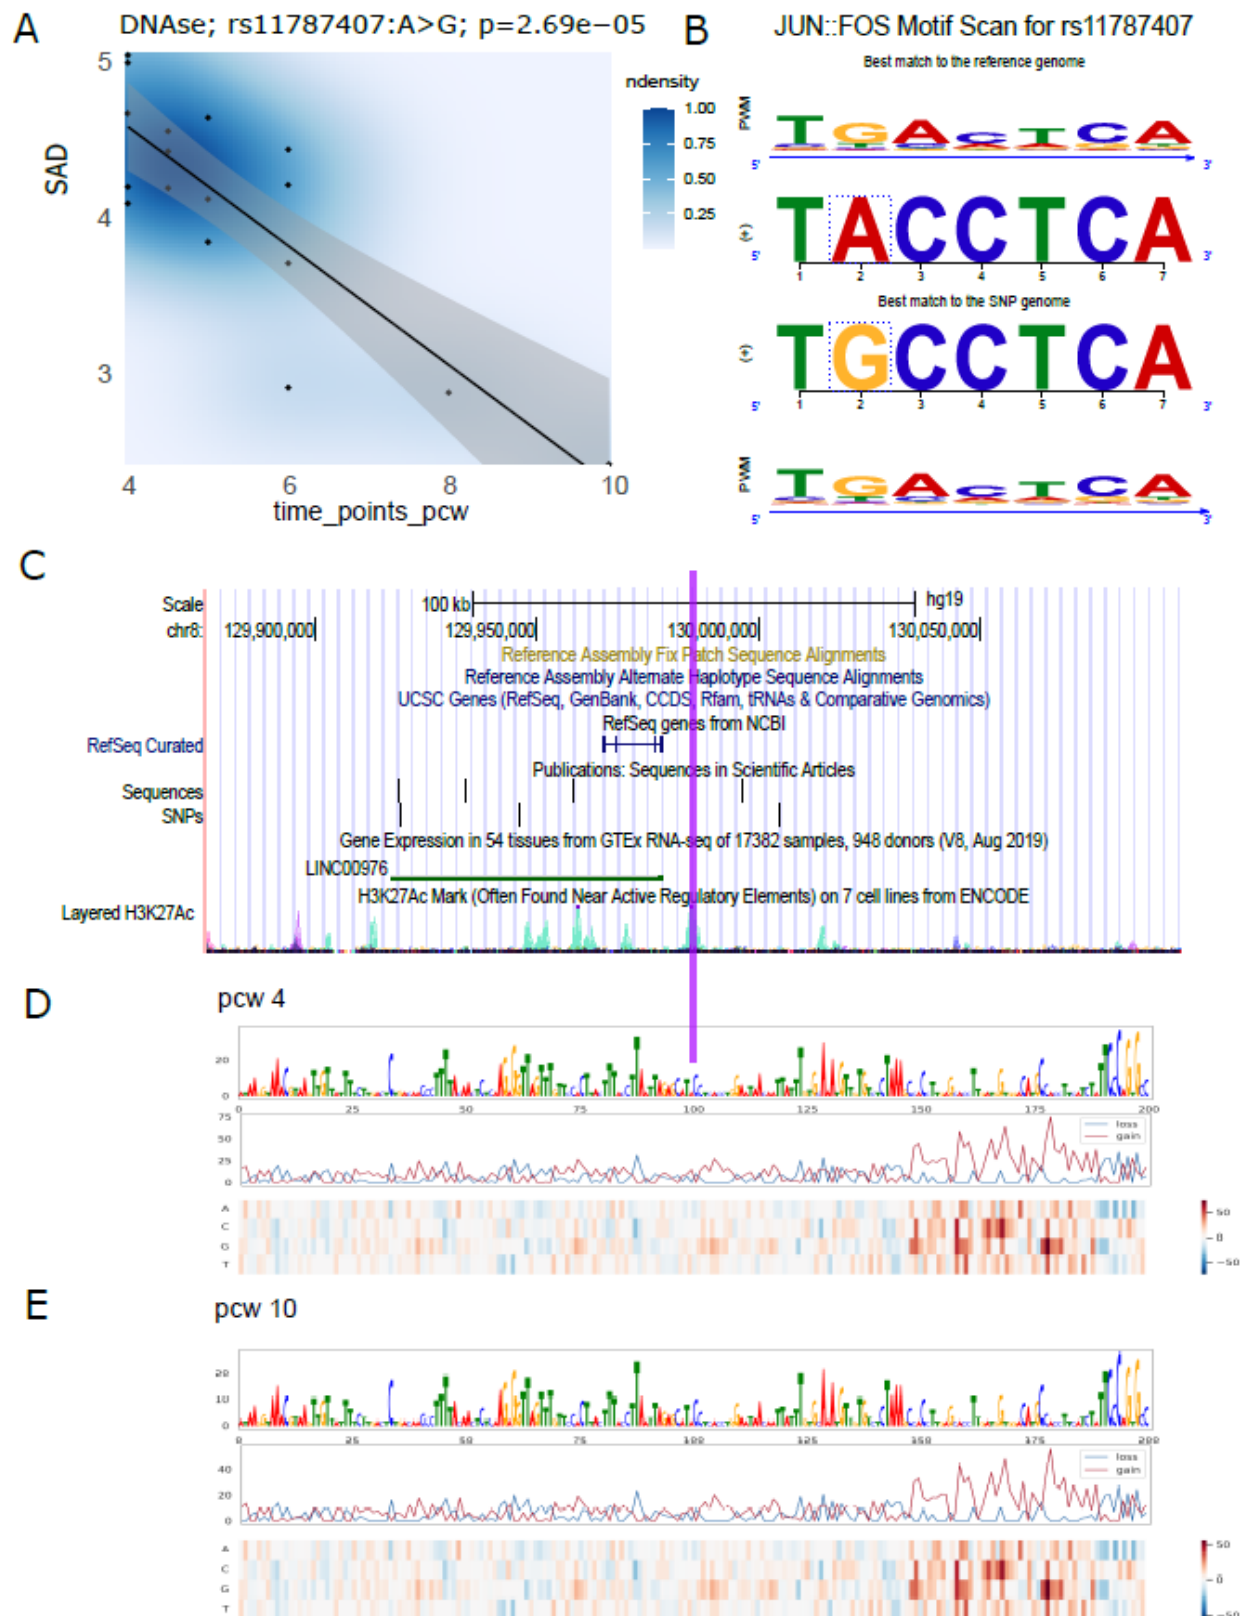 A
DNAse; rs11787407:A>G; p=2.69e−05
SAD
5
4
3
4
6
8
10
time_points_pcw
ndensity
1.00
0.75
0.50
0.25
B
JUN::FOS Motif Scan for rs11787407
Best match to the reference genome
PWM
TGACTCA
5'
3'
(+)
TACCTCA
5'
3'
1 2 3 4 5 6 7
Best match to the SNP genome
(+)
TGCCTCA
5'
3'
1 2 3 4 5 6 7
PWM
TGACTCA
5'
3'
C
Scale
100 kb
hg19
chr8:
129,900,000
129,950,000
130,000,000
130,050,000
Reference Assembly Fix Patch Sequence Alignments
Reference Assembly Alternate Haplotype Sequence Alignments
UCSC Genes (RefSeq, GenBank, CCDS, Rfam, tRNAs & Comparative Genomics)
RefSeq genes from NCBI
RefSeq Curated
Publications: Sequences in Scientific Articles
Sequences
SNPs
Gene Expression in 54 tissues from GTEx RNA-seq of 17382 samples, 948 donors (V8, Aug 2019)
LINC00976
H3K27Ac Mark (Often Found Near Active Regulatory Elements) on 7 cell lines from ENCODE
Layered H3K27Ac
D
pcw 4
20
0
0 25 50 75 100 125 150 175 200
75
50
25
0
loss
gain
A
C
G
T
50
0
−50
E
pcw 10
20
10
0
0 25 50 75 100 125 150 175 200
40
20
0
loss
gain
A
C
G
T
50
0
−50